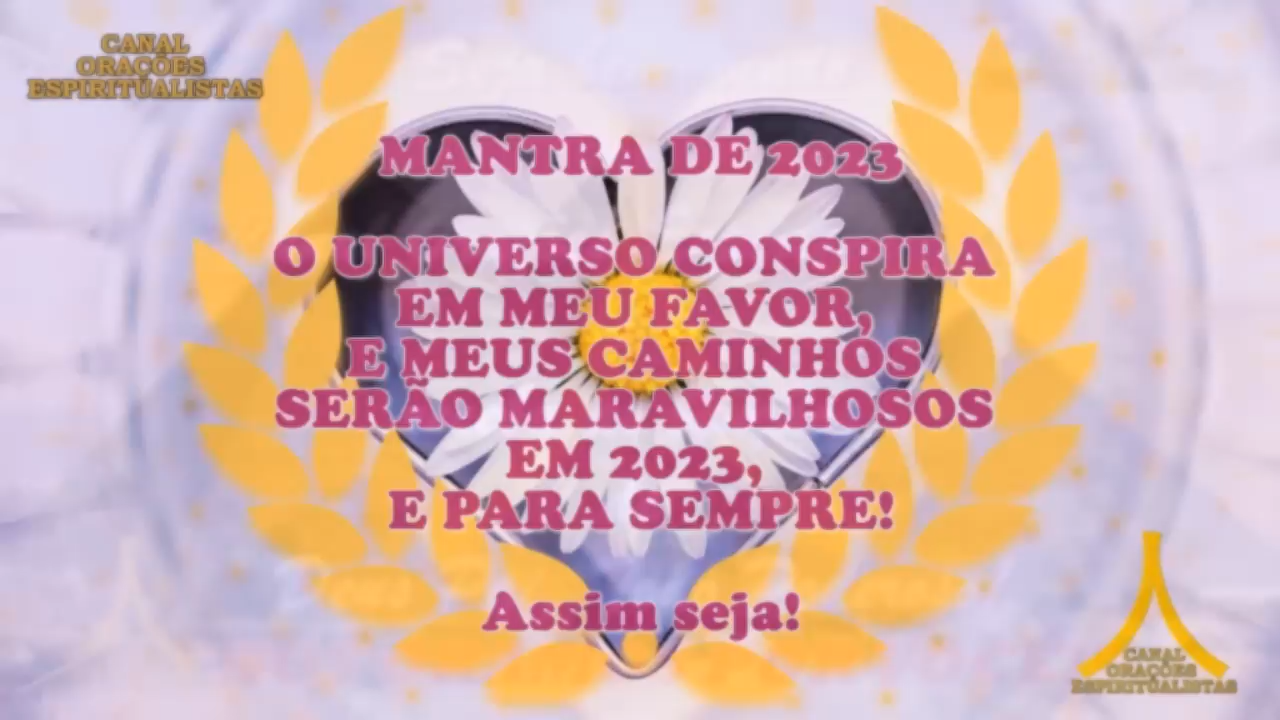 CANAL
ORAÇÕES
ESPIRITUALISTAS
MANTRA DE 2023
O UNIVERSO CONSPIRA
EM MEU FAVOR,
E MEUS CAMINHOS
SERÃO MARAVILHOSOS
EM 2023,
E PARA SEMPRE!
Assim seja!
CANAL
ORAÇÕES
ESPIRITUALISTAS